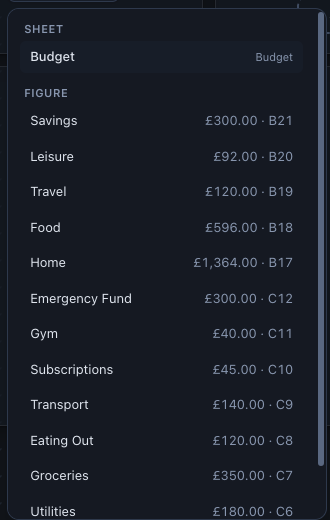 SHEET
Budget Budget
FIGURE
Savings £300.00 · B21
Leisure £92.00 · B20
Travel £120.00 · B19
Food £596.00 · B18
Home £1,364.00 · B17
Emergency Fund £300.00 · C12
Gym £40.00 · C11
Subscriptions £45.00 · C10
Transport £140.00 · C9
Eating Out £120.00 · C8
Groceries £350.00 · C7
Utilities £180.00 · C6